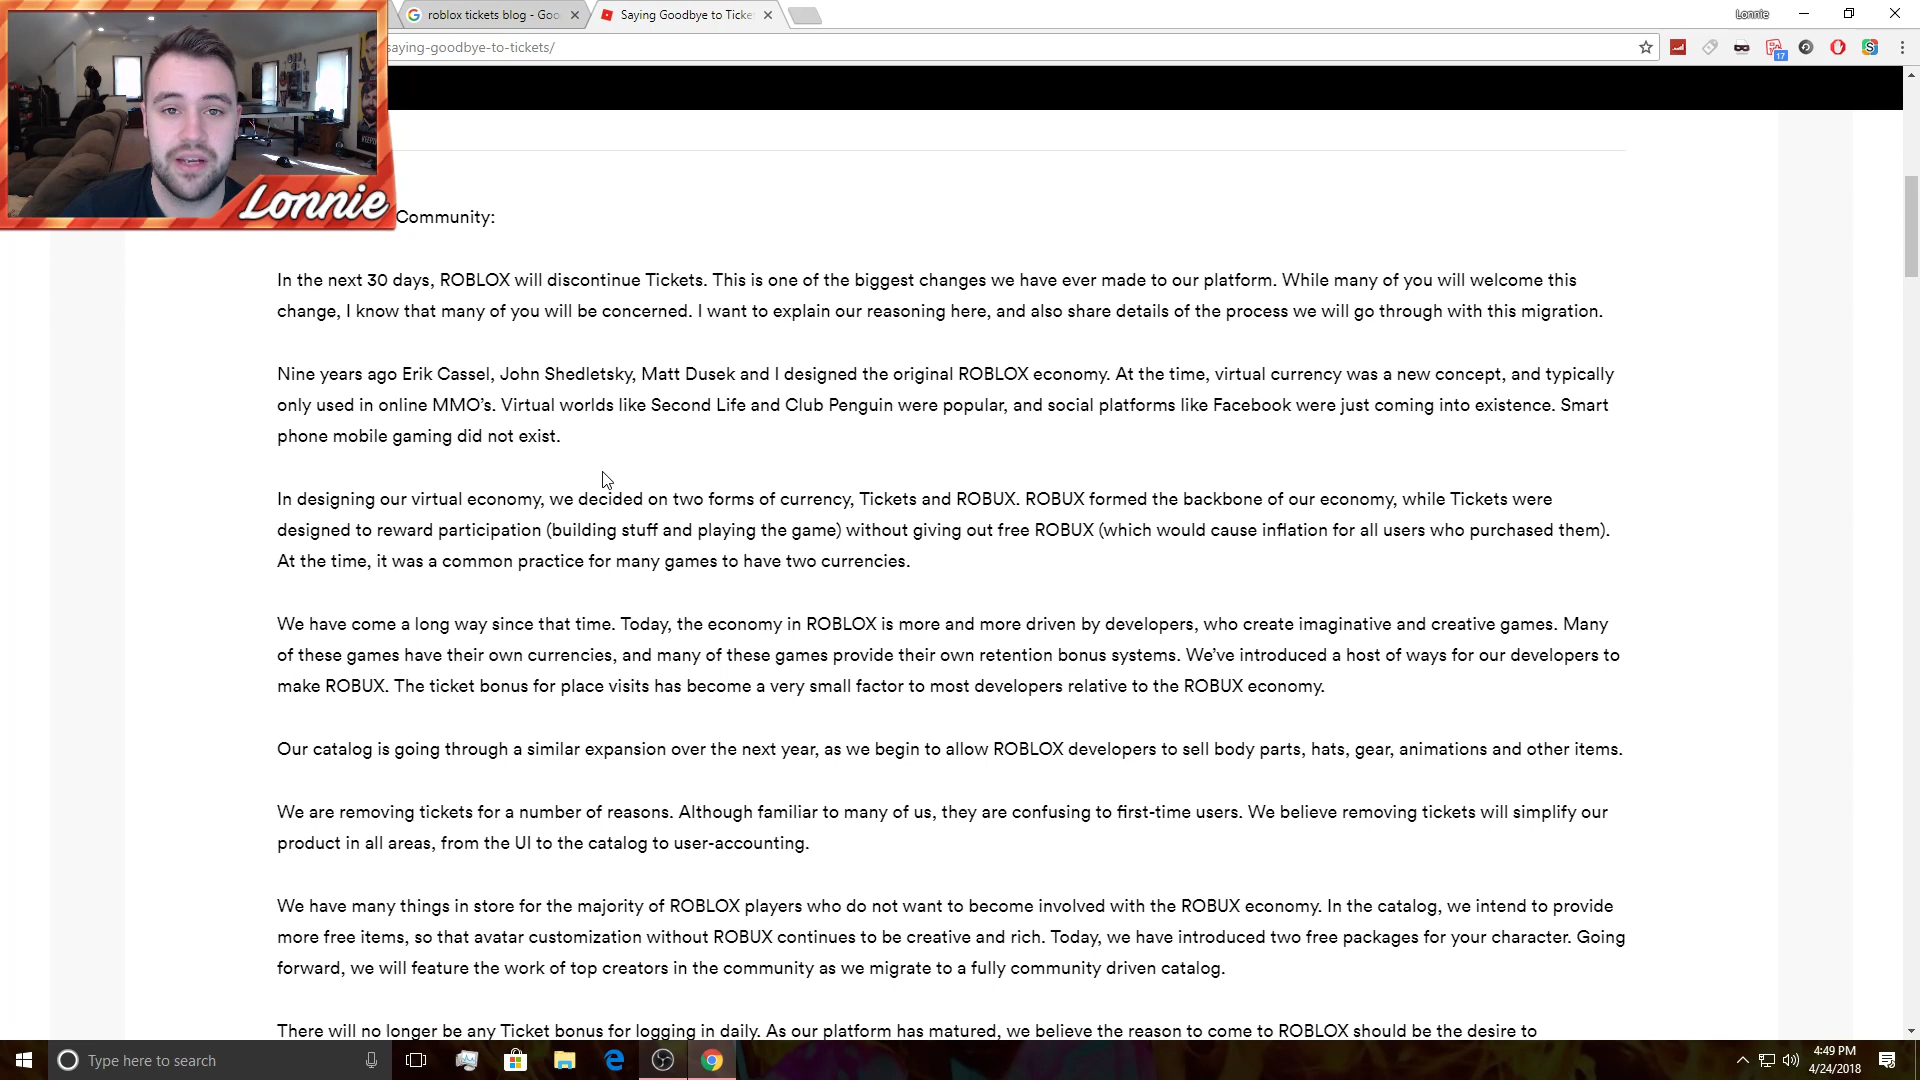 roblox tickets blog - Goo
Saying Goodbye to Ticke
Lonnie
saying-goodbye-to-tickets/
17
Lonnie
Community:
In the next 30 days, ROBLOX will discontinue Tickets. This is one of the biggest changes we have ever made to our platform. While many of you will welcome this
change, I know that many of you will be concerned. I want to explain our reasoning here, and also share details of the process we will go through with this migration.
Nine years ago Erik Cassel, John Shedletsky, Matt Dusek and I designed the original ROBLOX economy. At the time, virtual currency was a new concept, and typically
only used in online MMO’s. Virtual worlds like Second Life and Club Penguin were popular, and social platforms like Facebook were just coming into existence. Smart
phone mobile gaming did not exist.
In designing our virtual economy, we decided on two forms of currency, Tickets and ROBUX. ROBUX formed the backbone of our economy, while Tickets were
designed to reward participation (building stuff and playing the game) without giving out free ROBUX (which would cause inflation for all users who purchased them).
At the time, it was a common practice for many games to have two currencies.
We have come a long way since that time. Today, the economy in ROBLOX is more and more driven by developers, who create imaginative and creative games. Many
of these games have their own currencies, and many of these games provide their own retention bonus systems. We’ve introduced a host of ways for our developers to
make ROBUX. The ticket bonus for place visits has become a very small factor to most developers relative to the ROBUX economy.
Our catalog is going through a similar expansion over the next year, as we begin to allow ROBLOX developers to sell body parts, hats, gear, animations and other items.
We are removing tickets for a number of reasons. Although familiar to many of us, they are confusing to first-time users. We believe removing tickets will simplify our
product in all areas, from the UI to the catalog to user-accounting.
We have many things in store for the majority of ROBLOX players who do not want to become involved with the ROBUX economy. In the catalog, we intend to provide
more free items, so that avatar customization without ROBUX continues to be creative and rich. Today, we have introduced two free packages for your character. Going
forward, we will feature the work of top creators in the community as we migrate to a fully community driven catalog.
There will no longer be any Ticket bonus for logging in daily. As our platform has matured, we believe the reason to come to ROBLOX should be the desire to
Type here to search
4:49 PM
4/24/2018